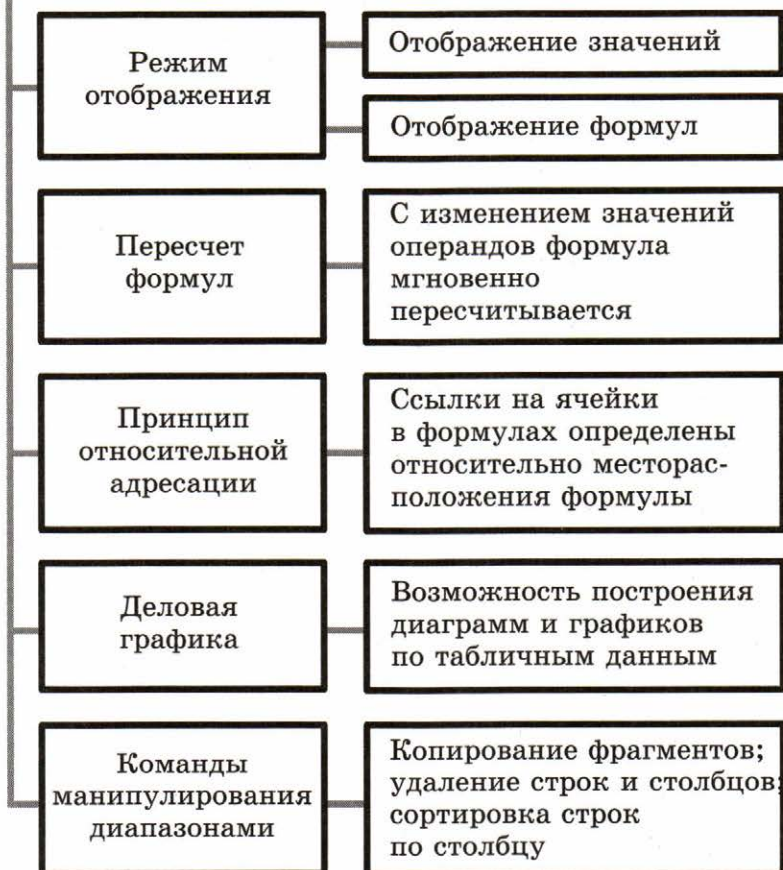 Режим
отображения
Отображение значений
Отображение формул
Пересчет
формул
С изменением значений
операндов формула
мгновенно
пересчитывается
Принцип
относительной
адресации
Ссылки на ячейки
в формулах определены
относительно месторас-
положения формулы
Деловая
графика
Возможность построения
диаграмм и графиков
по табличным данным
Команды
манипулирования
диапазонами
Копирование фрагментов;
удаление строк и столбцов;
сортировка строк
по столбцу